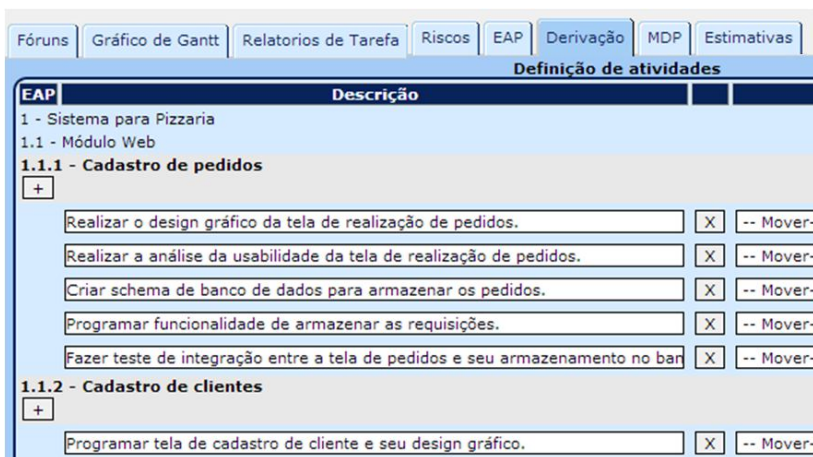 Fóruns Gráfico de Gantt Relatorios de Tarefa Riscos EAP Derivação MDP Estimativas
Definição de atividades
EAP Descrição
1 - Sistema para Pizzaria
1.1 - Módulo Web
1.1.1 - Cadastro de pedidos
+
Realizar o design gráfico da tela de realização de pedidos. X -- Mover-
Realizar a análise da usabilidade da tela de realização de pedidos. X -- Mover-
Criar schema de banco de dados para armazenar os pedidos. X -- Mover-
Programar funcionalidade de armazenar as requisições. X -- Mover-
Fazer teste de integração entre a tela de pedidos e seu armazenamento no ban X -- Mover-
1.1.2 - Cadastro de clientes
+
Programar tela de cadastro de cliente e seu design gráfico. X -- Mover-